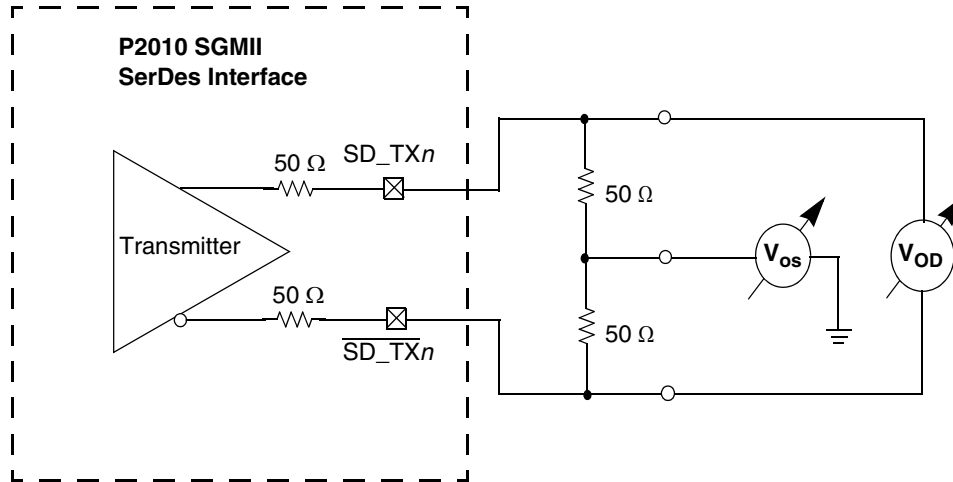 P2010 SGMII
SerDes Interface
50 Ω
SD_TXn
Transmitter
50 Ω
SD_TXn
50 Ω
50 Ω
Vos
VOD